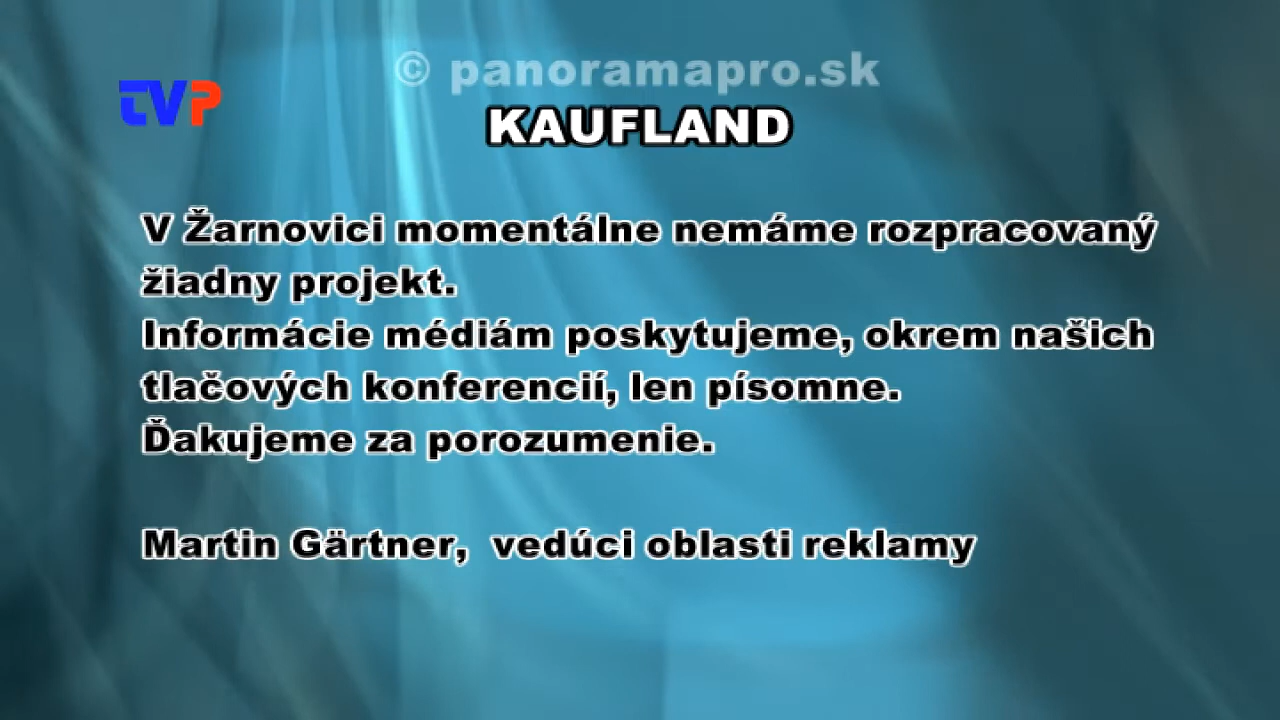 © panoramapro.sk
TVP
KAUFLAND
V Žarnovici momentálne nemáme rozpracovaný
žiadny projekt.
Informácie médiám poskytujeme, okrem našich
tlačových konferencií, len písomne.
Ďakujeme za porozumenie.
Martin Gärtner,  vedúci oblasti reklamy